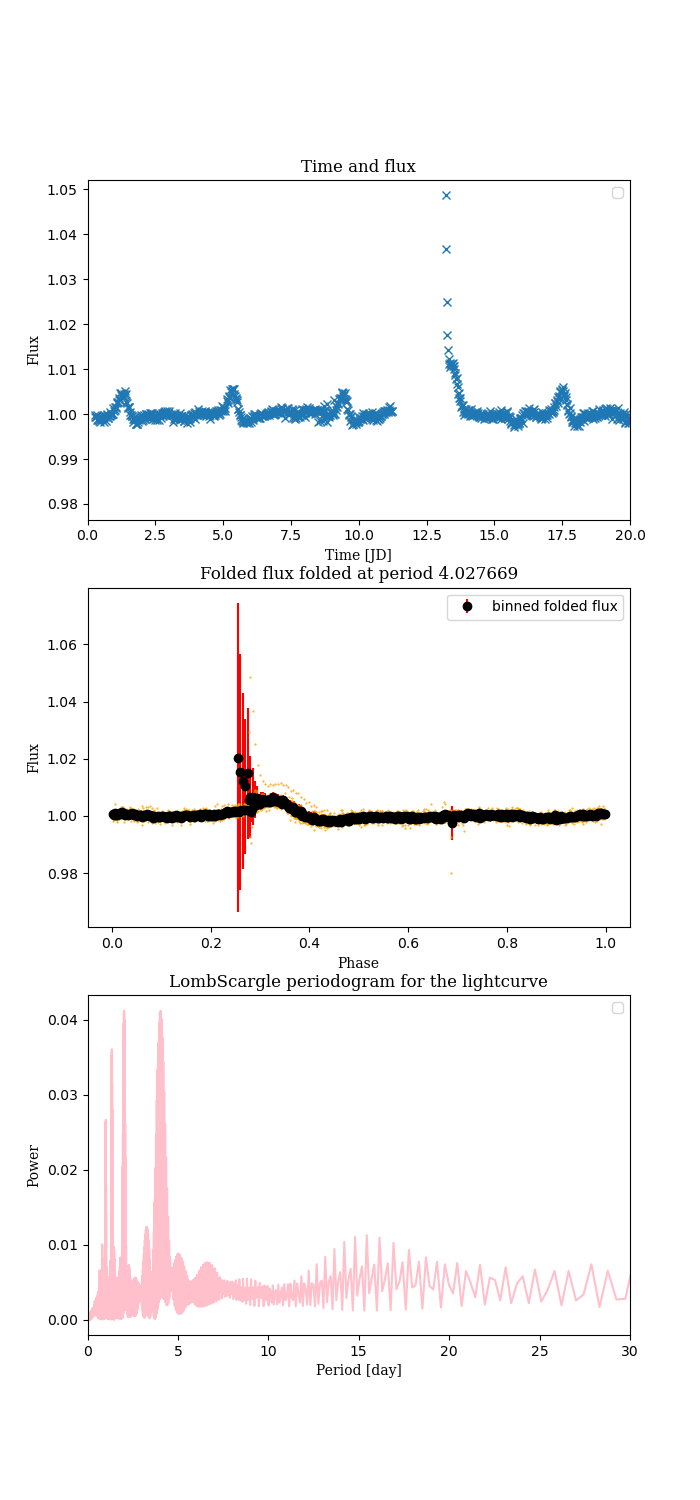 Time and flux
1.05
1.04
1.03
1.02
1.01
1.00
0.99
0.98
Flux
0.0 2.5 5.0 7.5 10.0 12.5 15.0 17.5 20.0
Time [JD]
Folded flux folded at period 4.027669
binned folded flux
1.06
1.04
1.02
1.00
0.98
Flux
0.0 0.2 0.4 0.6 0.8 1.0
Phase
LombScargle periodogram for the lightcurve
0.04
0.03
0.02
0.01
0.00
Power
0 5 10 15 20 25 30
Period [day]